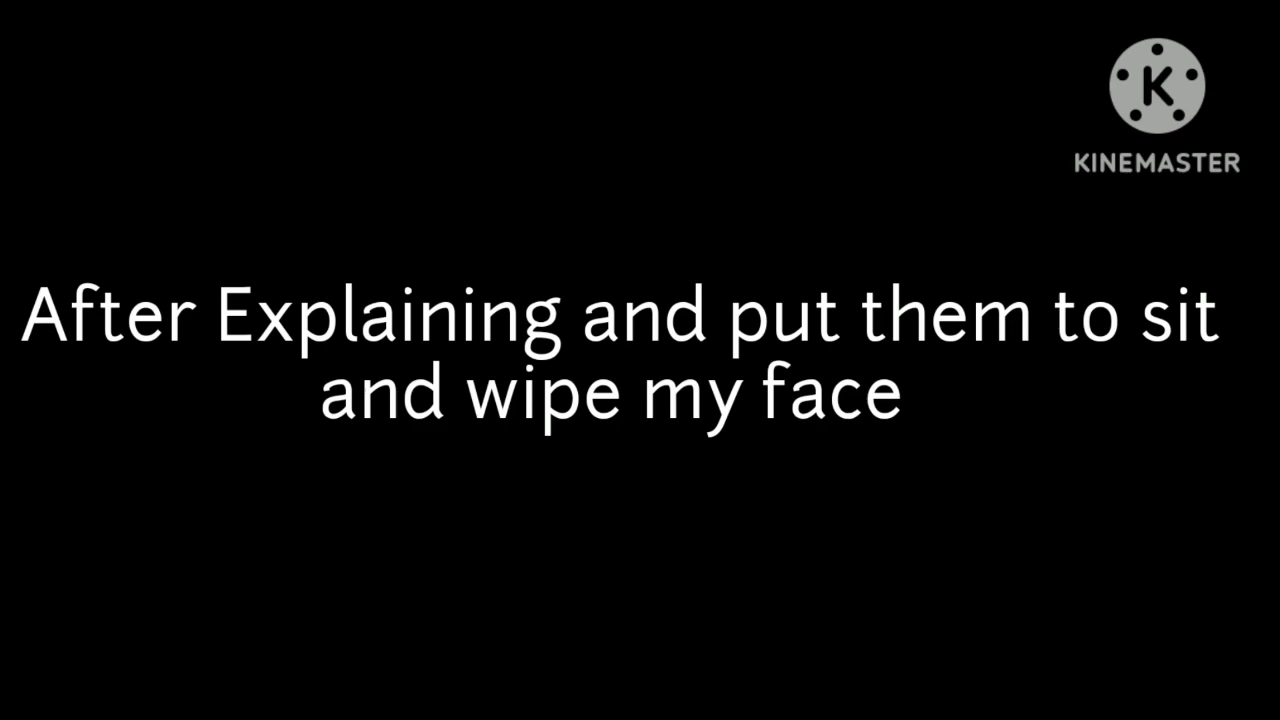 K
KINEMASTER
After Explaining and put them to sit
and wipe my face